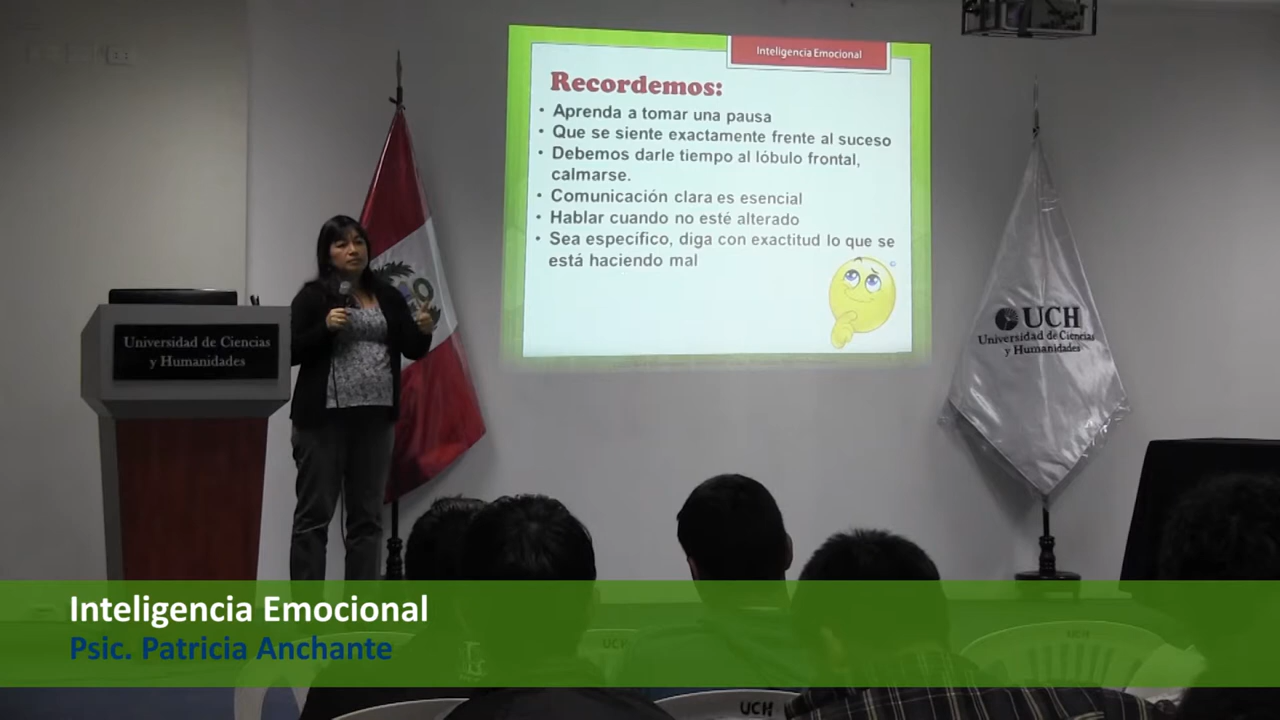 Inteligencia Emocional
Recordemos:
• Aprenda a tomar una pausa
• Que se siente exactamente frente al suceso
• Debemos darle tiempo al lóbulo frontal,
calmarse.
• Comunicación clara es esencial
• Hablar cuando no esté alterado
• Sea especifico, diga con exactitud lo que se
está haciendo mal
Universidad de Ciencias
y Humanidades
UCH
Universidad de Ciencias
y Humanidades
Inteligencia Emocional
Psic. Patricia Anchante
UCH
UCH
UCH